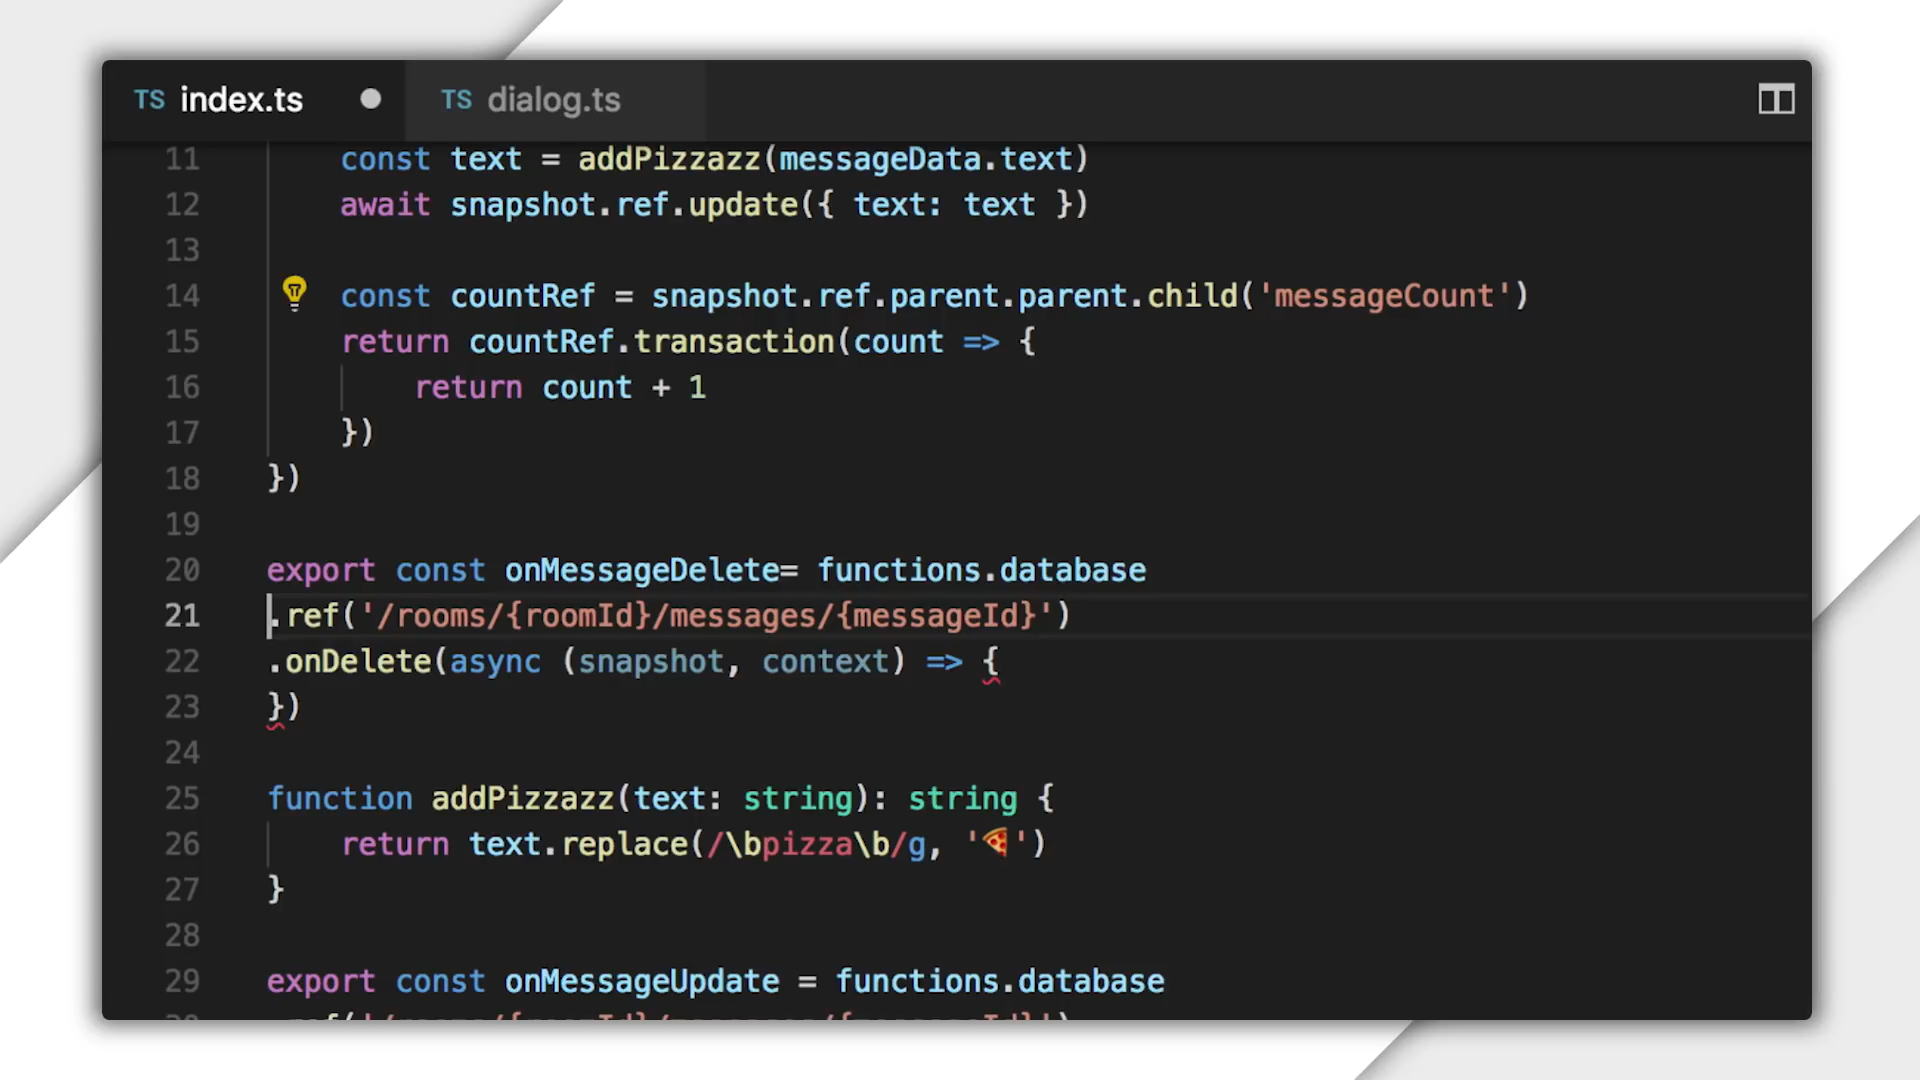 TS index.ts
TS dialog.ts
11 const text = addPizzazz(messageData.text)
12 await snapshot.ref.update({ text: text })
13
14 const countRef = snapshot.ref.parent.parent.child('messageCount')
15 return countRef.transaction(count => {
16 return count + 1
17 })
18 })
19
20 export const onMessageDelete= functions.database
21 .ref('/rooms/{roomId}/messages/{messageId}')
22 .onDelete(async (snapshot, context) => {
23 })
24
25 function addPizzazz(text: string): string {
26 return text.replace(/\bpizza\b/g, '🍕')
27 }
28
29 export const onMessageUpdate = functions.database